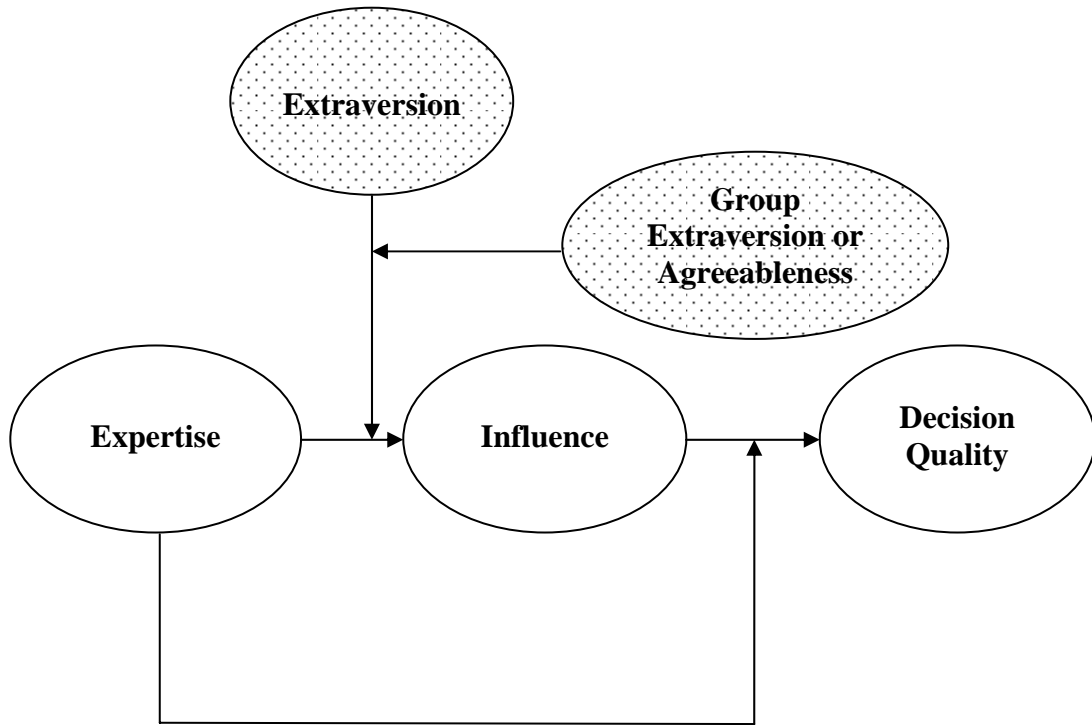 Extraversion
Group
Extraversion or
Agreeableness
Expertise
Influence
Decision
Quality